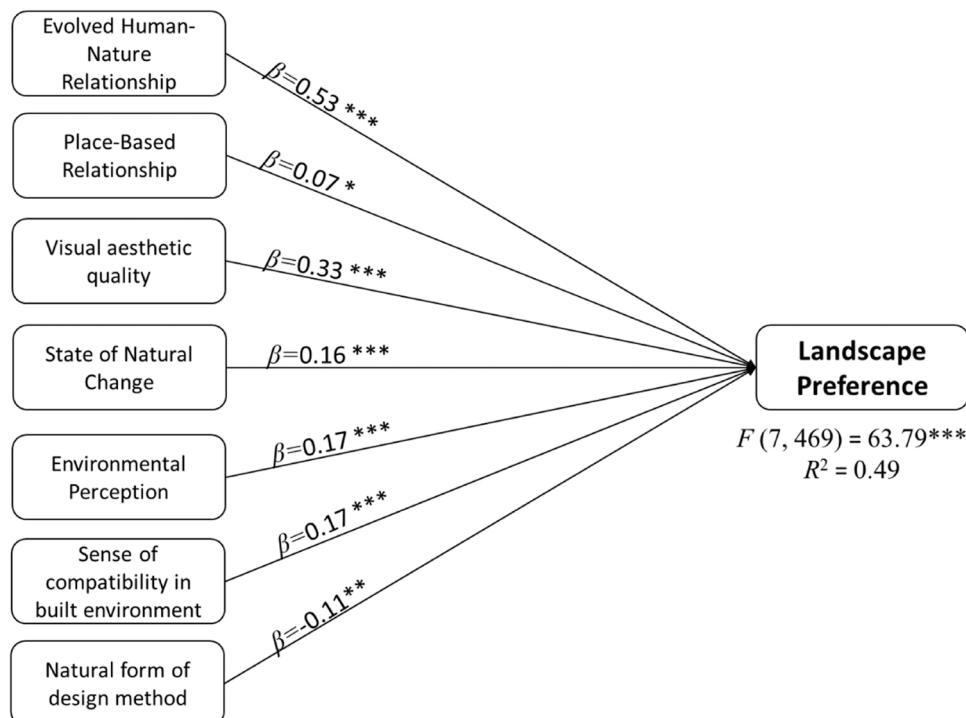 Evolved Human-
Nature
Relationship
β=0.53 ***
Place-Based
Relationship
β=0.07 *
Visual aesthetic
quality
β=0.33 ***
State of Natural
Change
β=0.16 ***
Environmental
Perception
β=0.17 ***
Sense of
compatibility in
built environment
β=0.17 ***
Natural form of
design method
β=-0.11**
Landscape
Preference
F (7, 469) = 63.79***
R² = 0.49